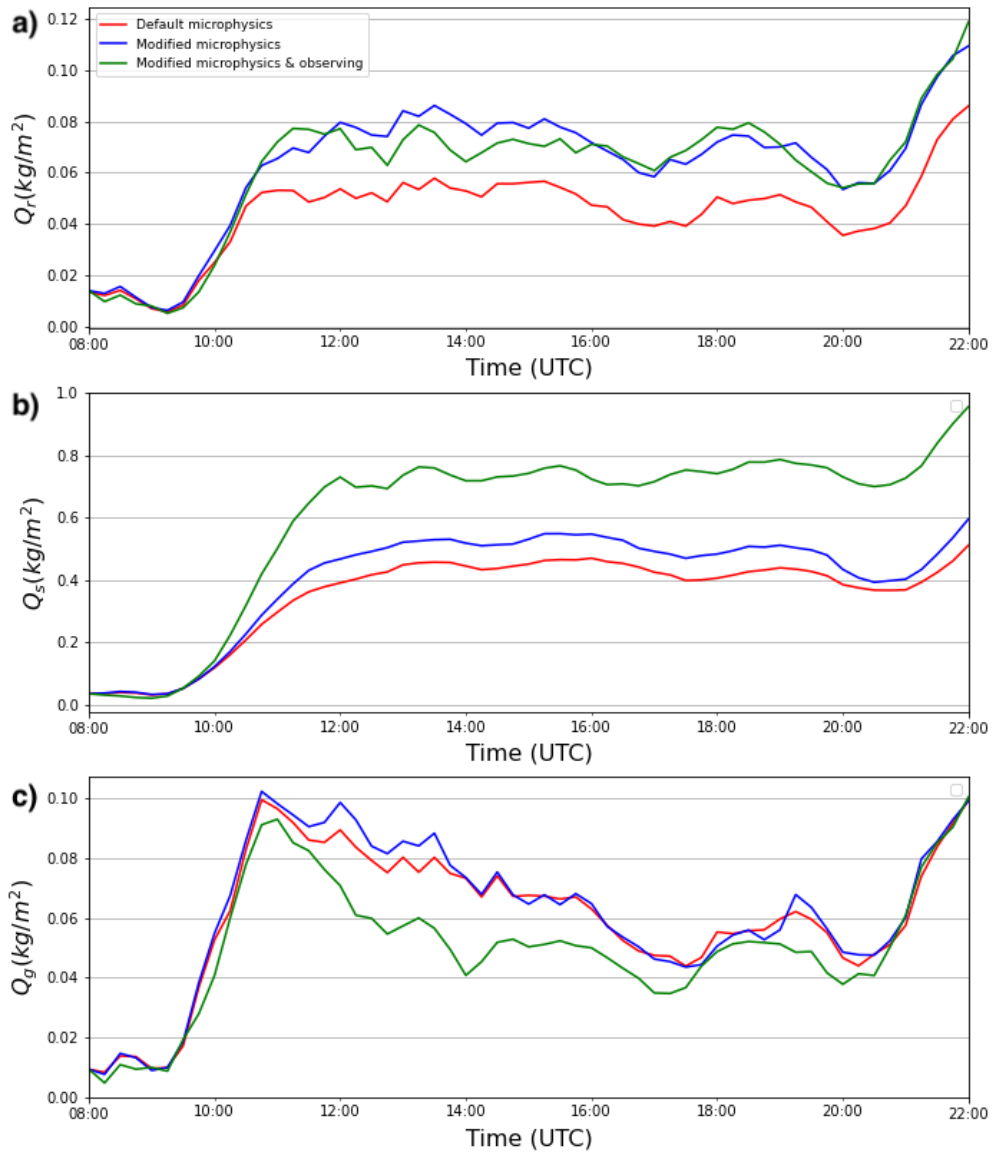 a)
Default microphysics
Modified microphysics
Modified microphysics & observing
0.12
0.10
0.08
0.06
0.04
0.02
0.00
Qr(kg/m²)
08:00 10:00 12:00 14:00 16:00 18:00 20:00 22:00
Time (UTC)
b)
1.0
0.8
0.6
0.4
0.2
0.0
Qs(kg/m²)
08:00 10:00 12:00 14:00 16:00 18:00 20:00 22:00
Time (UTC)
c)
0.10
0.08
0.06
0.04
0.02
0.00
Qg(kg/m²)
08:00 10:00 12:00 14:00 16:00 18:00 20:00 22:00
Time (UTC)